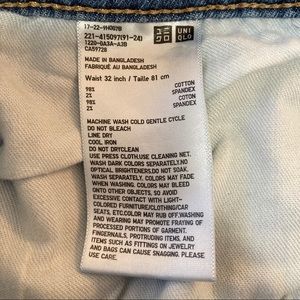 17-22-
UNI
QLO
221-415097(91-24)
122D-0A3A-A3B
CA59728
MADE IN BANGLADESH
FABRIQUÉ AU BANGLADESH
Waist 32 inch / Taille 81 cm
98% COTTON
2% SPANDEX
98% COTON
2% SPANDEX
MACHINE WASH COLD GENTLE CYCLE
DO NOT BLEACH
LINE DRY
COOL IRON
DO NOT DRYCLEAN
USE PRESS CLOTH.USE CLEANING NET.
WASH DARK COLORS SEPARATELY.NO
OPTICAL BRIGHTENERS.DO NOT SOAK.
WASH SEPARATELY. COLORS MAY FADE
WHEN WASHING. COLORS MAY BLEED
ONTO OTHER OBJECTS, SO AVOID
EXCESSIVE CONTACT WITH LIGHT-
COLORED FURNITURE/CLOTHING/CAR
SEATS, ETC.COLOR MAY RUB OFF.WASHING
AND WEARING MAY PROMOTE FRAYING OF
PROCESSED PORTIONS OF GARMENT.
FINGERNAILS, PROTRUDING ITEMS, AND
ITEMS SUCH AS FITTINGS ON JEWELRY
AND BAGS CAN CAUSE SNAGGING. PLEASE
USE CARE.